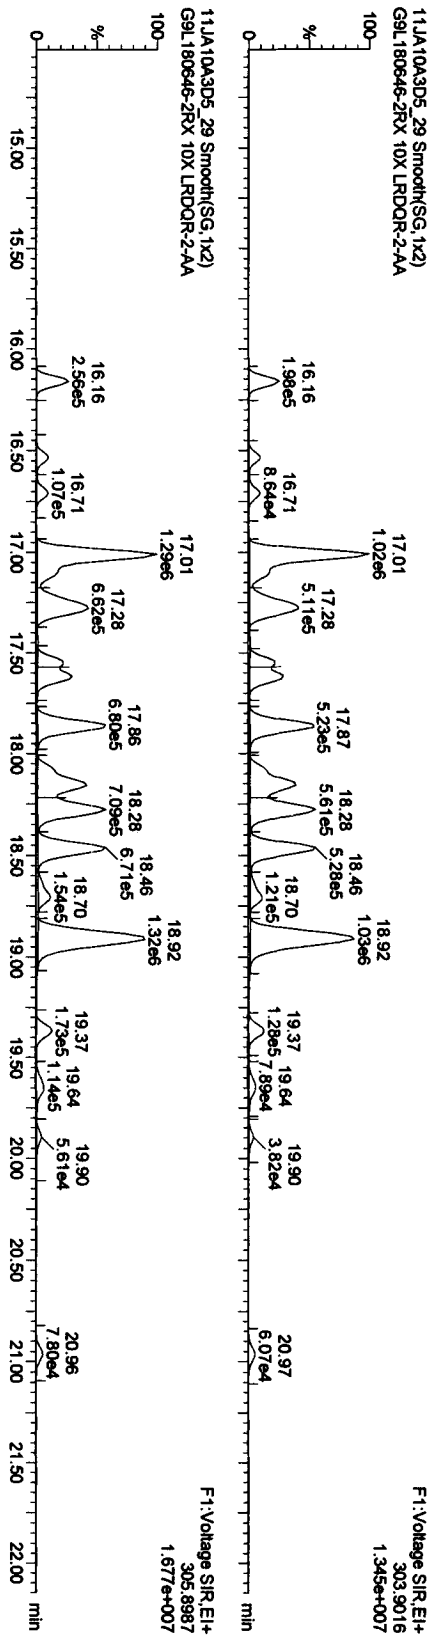 11JA10A3D5_29 Smooth(SG,1x2)
G9L180646-2RX 10X LRDQR-2-AA
F1:Voltage SIR,EI+
303.9016
1.345e+007
100
%
0
16.16
1.98e5
16.71
8.64e4
17.01
1.02e6
17.28
5.11e5
17.87
5.23e5
18.28
5.61e5
18.46
5.28e5
18.70
1.21e5
18.92
1.03e6
19.37
1.28e5
19.64
7.89e4
19.90
3.82e4
20.97
6.07e4
min
11JA10A3D5_29 Smooth(SG,1x2)
G9L180646-2RX 10X LRDQR-2-AA
F1:Voltage SIR,EI+
305.8987
1.677e+007
100
%
0
16.16
2.56e5
16.71
1.07e5
17.01
1.29e6
17.28
6.62e5
17.86
6.80e5
18.28
7.09e5
18.46
6.71e5
18.70
1.54e5
18.92
1.32e6
19.37
1.73e5
19.64
1.14e5
19.90
5.61e4
20.96
7.80e4
min
15.00 15.50 16.00 16.50 17.00 17.50 18.00 18.50 19.00 19.50 20.00 20.50 21.00 21.50 22.00